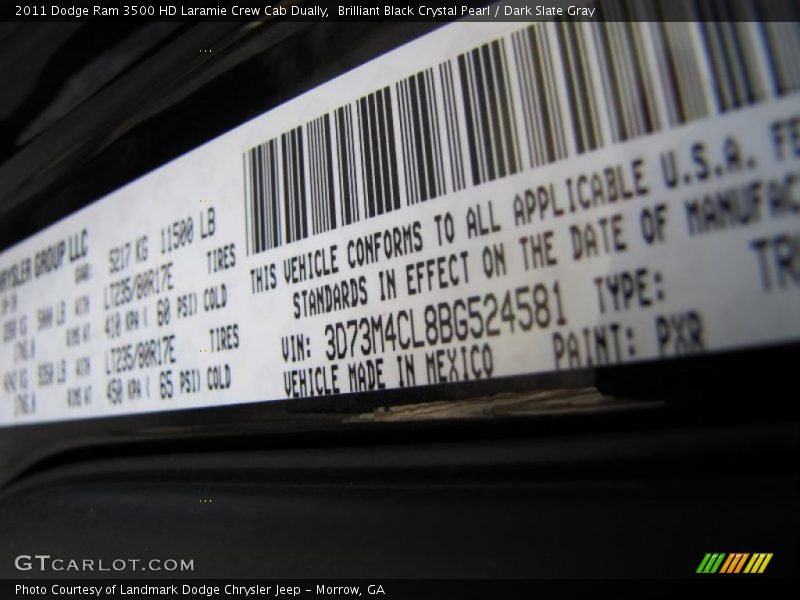 2011 Dodge Ram 3500 HD Laramie Crew Cab Dually, Brilliant Black Crystal Pearl / Dark Slate Gray
THIS VEHICLE CONFORMS TO ALL APPLICABLE U.S.A.
STANDARDS IN EFFECT ON THE DATE OF
VIN: 3D73M4CL8BG524581 TYPE:
VEHICLE MADE IN MEXICO PAINT: PXR
GROUP LLC
5217 KG 11500 LB
LT235/80R17E TIRES
410 KPA ( 60 PSI) COLD
LT235/80R17E TIRES
450 KPA ( 65 PSI) COLD
GTCARLOT.COM
Photo Courtesy of Landmark Dodge Chrysler Jeep – Morrow, GA